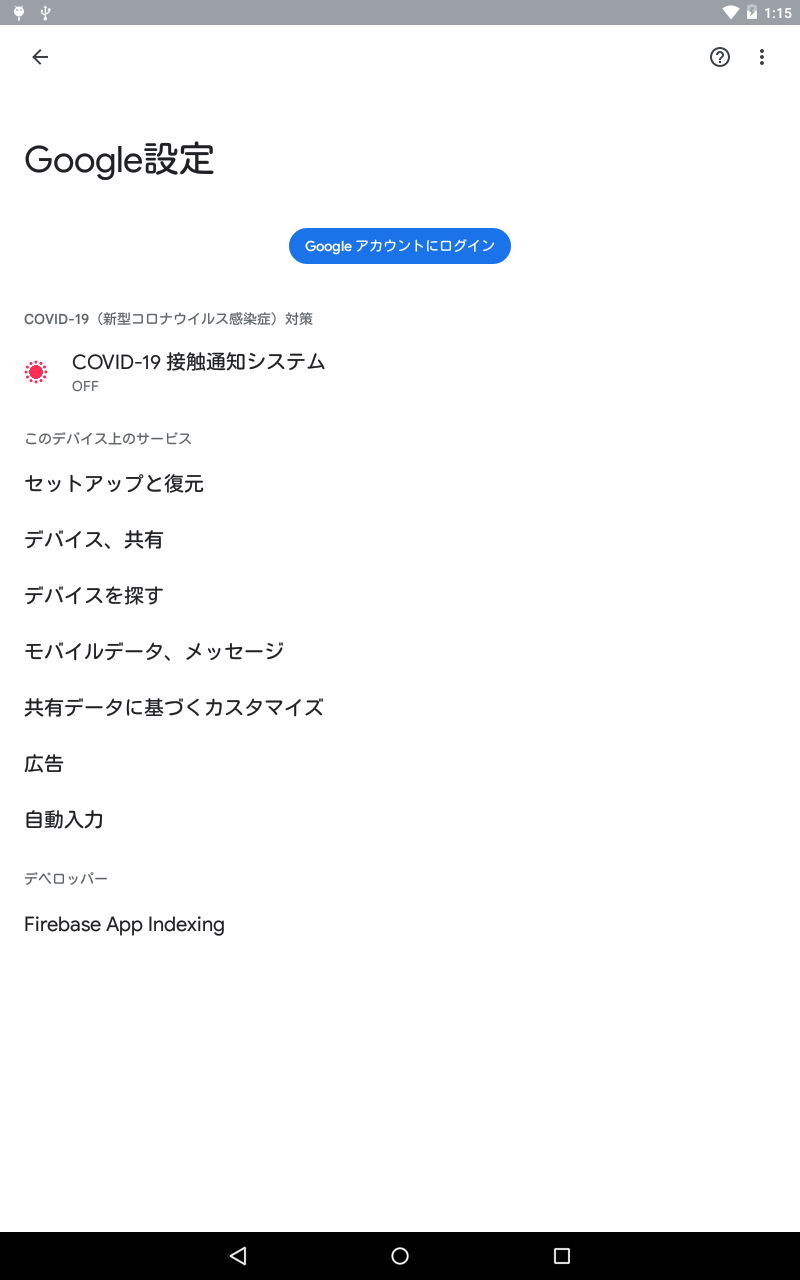 1:15
Google設定
Google アカウントにログイン
COVID-19（新型コロナウイルス感染症）対策
COVID-19 接触通知システム
OFF
このデバイス上のサービス
セットアップと復元
デバイス、共有
デバイスを探す
モバイルデータ、メッセージ
共有データに基づくカスタマイズ
広告
自動入力
デベロッパー
Firebase App Indexing